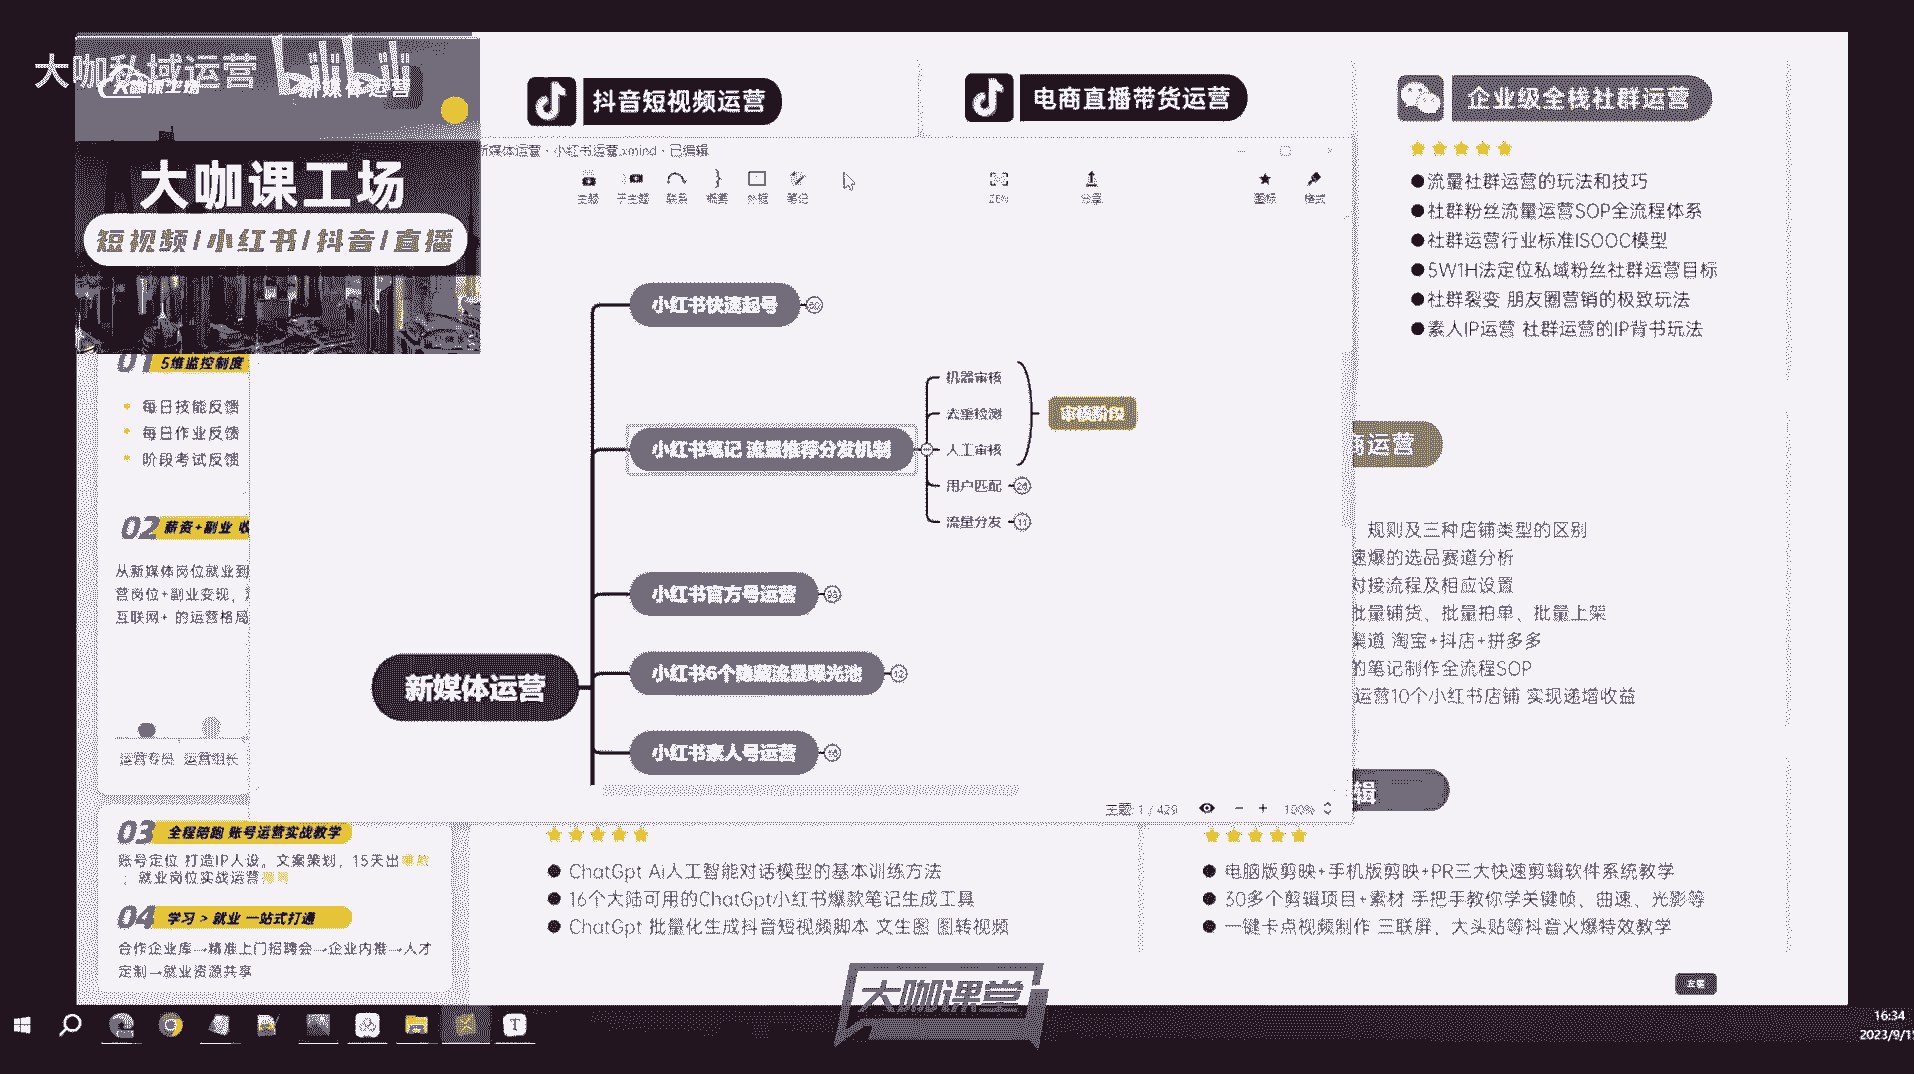 大咖私域运营
bilibili
新媒体运营
大咖课工场
短视频/小红书/抖音/直播
抖音短视频运营
电商直播带货运营
企业级全栈社群运营
新媒体运营 - 小红书运营.xmind - 已编辑
主题 子主题 联系 概要 外框 笔记
分享
图标 格式
流量社群运营的玩法和技巧
社群粉丝流量运营SOP全流程体系
社群运营行业标准ISOOC模型
5W1H法定位私域粉丝社群运营目标
社群裂变 朋友圈营销的极致玩法
素人IP运营 社群运营的IP背书玩法
01 5维监控制度
每日技能反馈
每日作业反馈
阶段考试反馈
02 薪资+副业 收
从新媒体岗位就业到
营岗位+副业变现，
互联网+ 的运营格局
运营专员 运营组长
小红书快速起号
小红书笔记 流量推荐分发机制
机器审核
去重检测
人工审核
审核阶段
用户匹配
流量分发
小红书官方号运营
小红书6个隐藏流量曝光池
12
新媒体运营
小红书素人号运营
主题: 1 / 429
100%
商运营
规则及三种店铺类型的区别
速爆的选品赛道分析
对接流程及相应设置
批量铺货、批量拍单、批量上架
渠道 淘宝+抖店+拼多多
的笔记制作全流程SOP
运营10个小红书店铺 实现递增收益
辑
03 全程陪跑 账号运营实战教学
账号定位 打造IP人设。文案策划，15天出爆款
；就业岗位实战运营
04 学习 > 就业 一站式打通
合作企业库→精准上门招聘会→企业内推→人才
定制→就业资源共享
ChatGpt Ai人工智能对话模型的基本训练方法
16个大陆可用的ChatGpt小红书爆款笔记生成工具
ChatGpt 批量化生成抖音短视频脚本 文生图 图转视频
电脑版剪映+手机版剪映+PR三大快速剪辑软件系统教学
30多个剪辑项目+素材 手把手教你学关键帧、曲速、光影等
一键卡点视频制作 三联屏、大头贴等抖音火爆特效教学
大咖课堂
16:34
2023/9/1